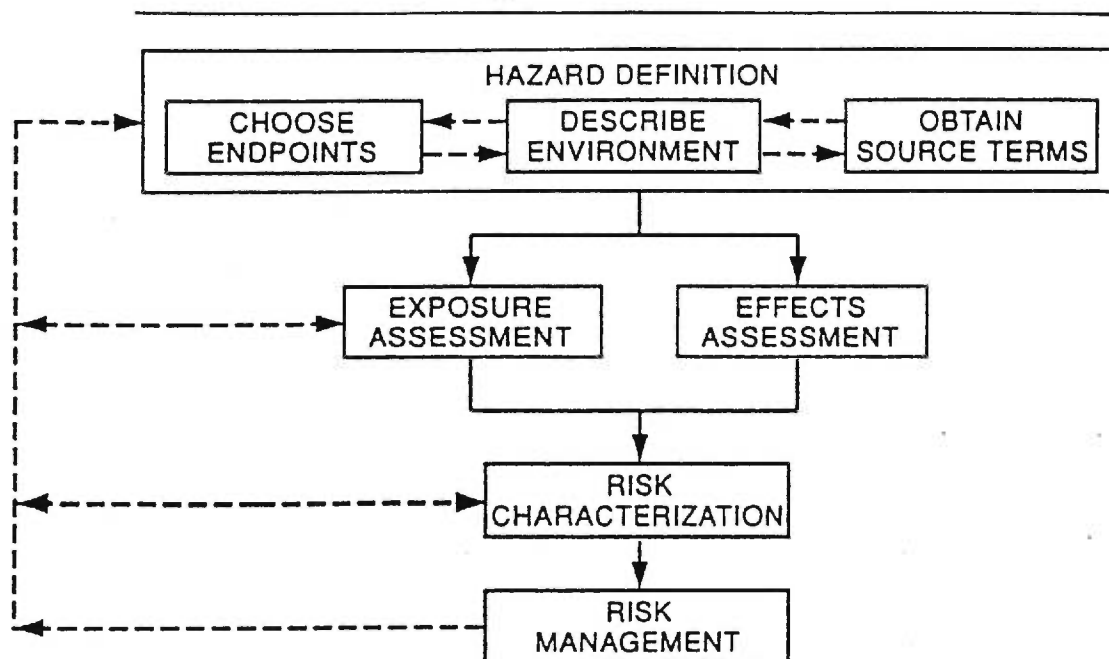 HAZARD DEFINITION
CHOOSE
ENDPOINTS
DESCRIBE
ENVIRONMENT
OBTAIN
SOURCE TERMS
EXPOSURE
ASSESSMENT
EFFECTS
ASSESSMENT
RISK
CHARACTERIZATION
RISK
MANAGEMENT